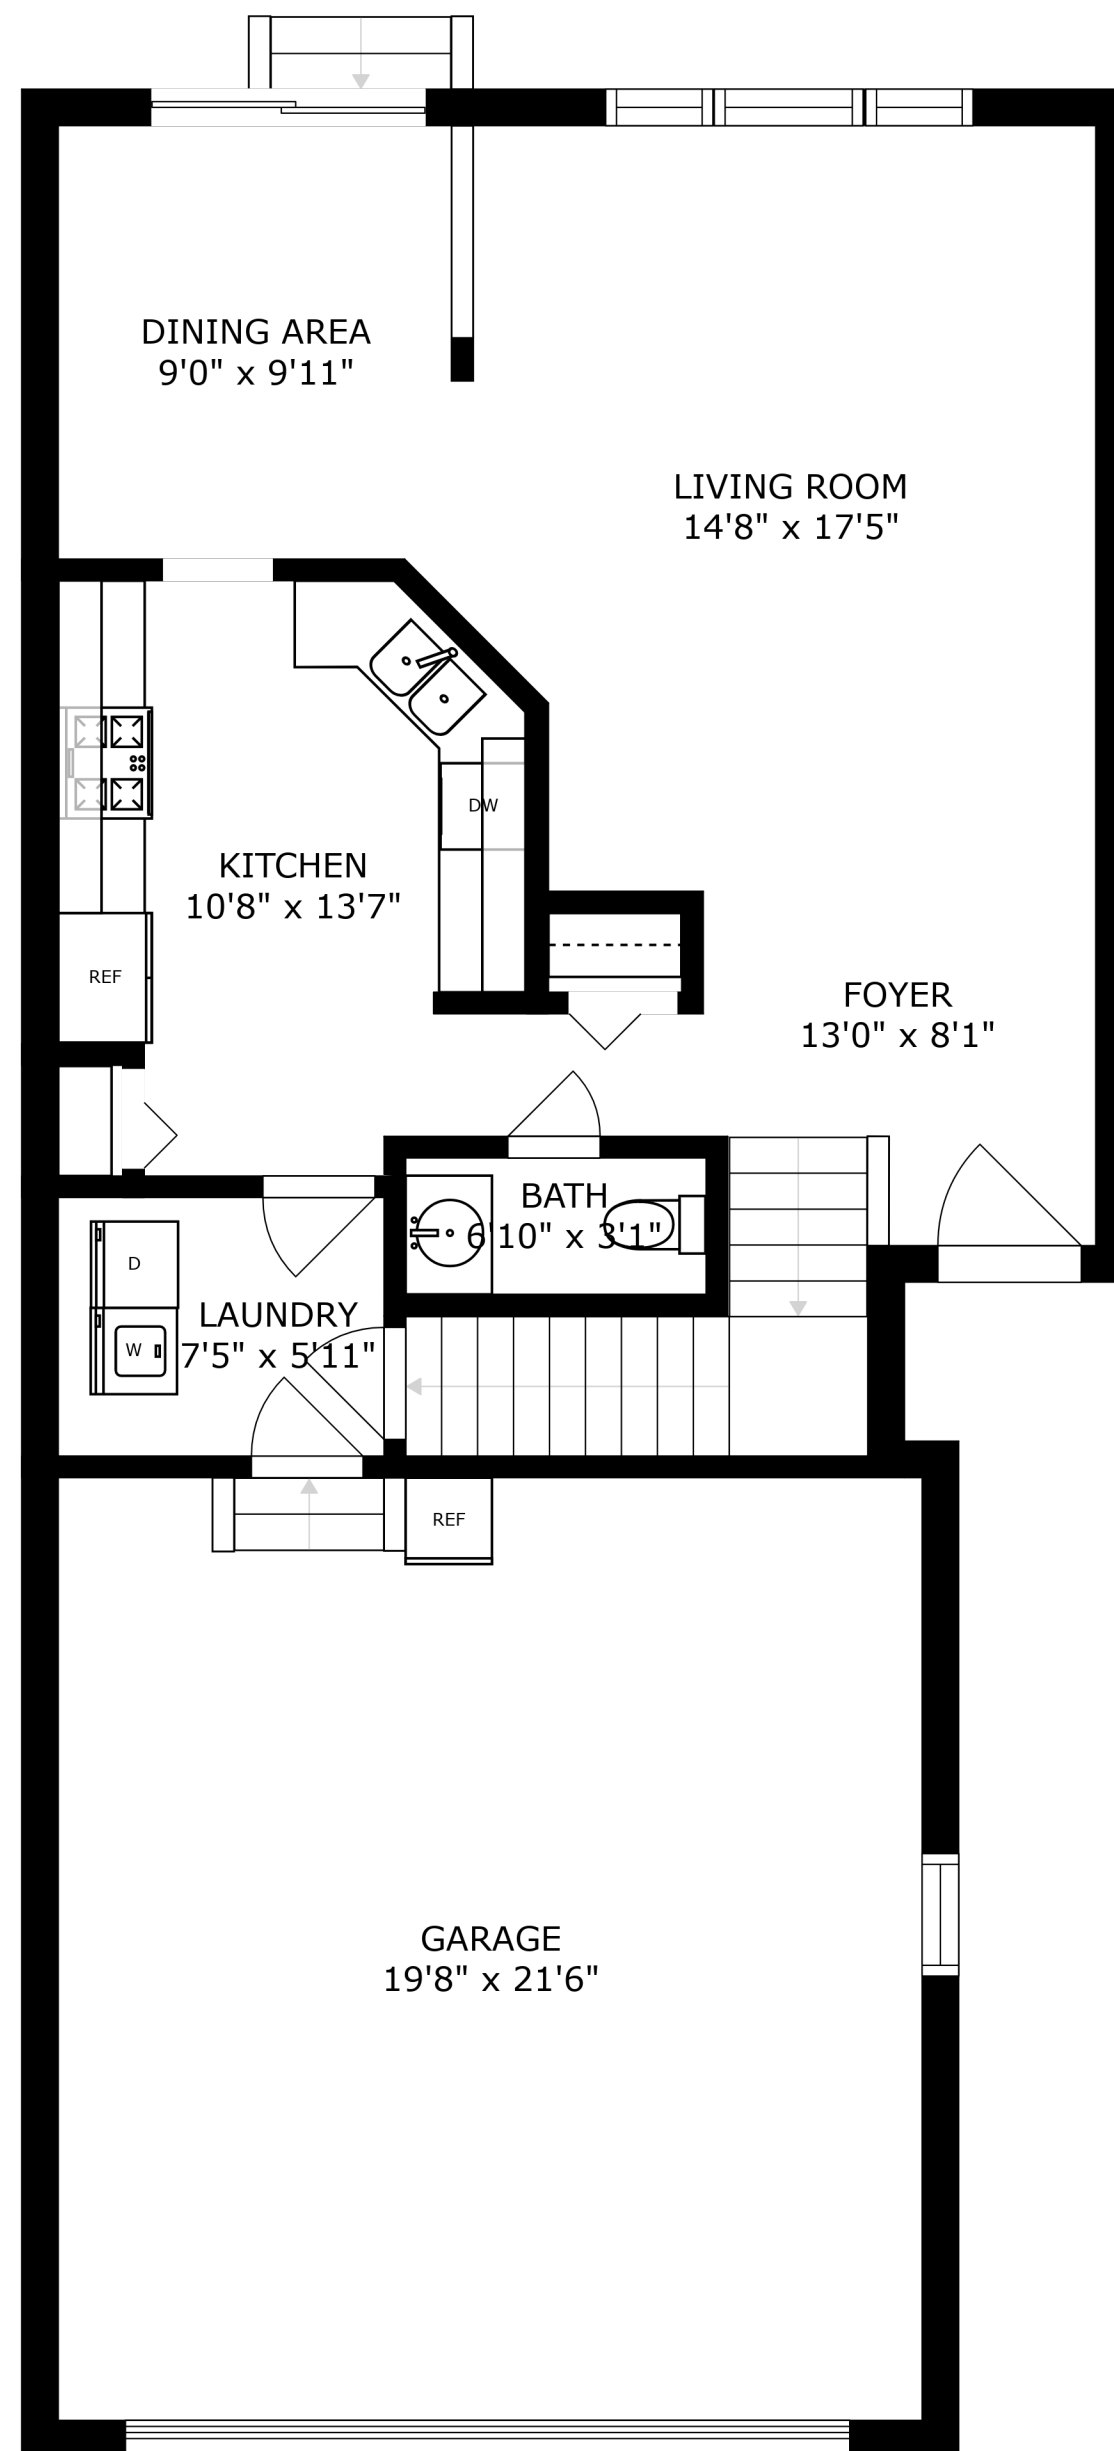 DINING AREA
9'0" x 9'11"
LIVING ROOM
14'8" x 17'5"
DW
KITCHEN
10'8" x 13'7"
REF
FOYER
13'0" x 8'1"
BATH
6'10" x 3'1"
D
LAUNDRY
7'5" x 5'11"
W
REF
GARAGE
19'8" x 21'6"